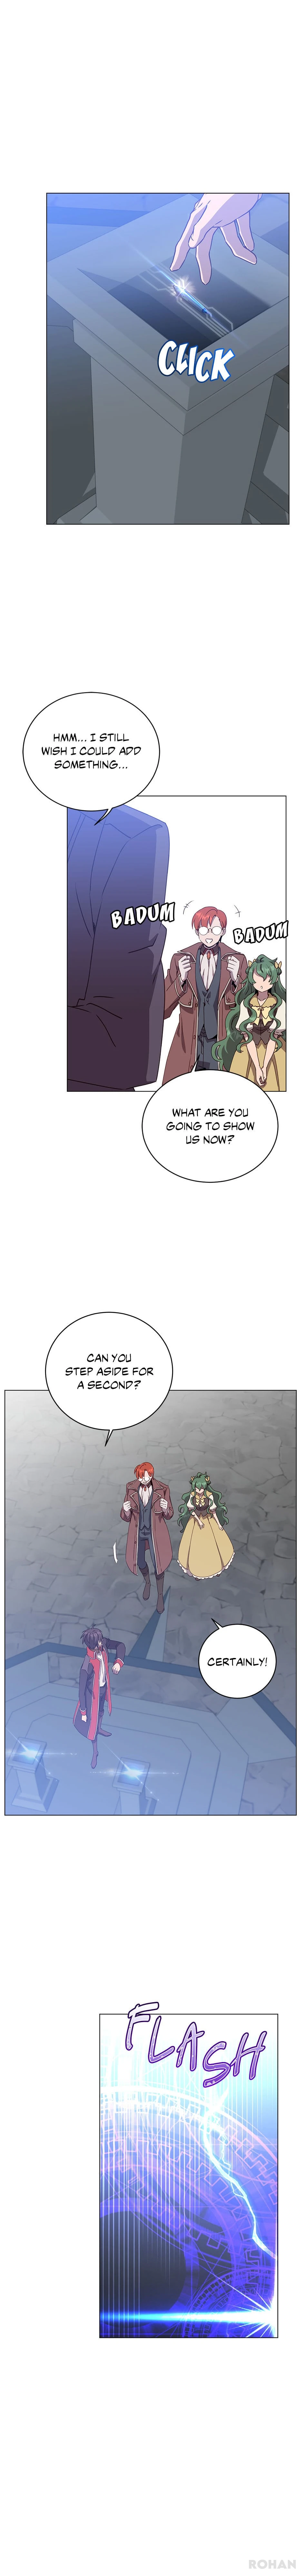 CLICK
HMM... I STILL
WISH I COULD ADD
SOMETHING...
BADUM
BADUM
WHAT ARE YOU
GOING TO SHOW
US NOW?
CAN YOU
STEP ASIDE FOR
A SECOND?
CERTAINLY!
FLASH
ROHAN